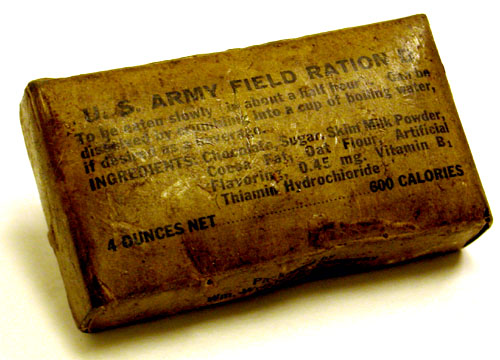 U. S. ARMY FIELD RATION D
To be eaten slowly (in about a half hour). Can be
dissolved by crumbling into a cup of boiling water,
if desired as a beverage.
INGREDIENTS: Chocolate, Sugar, Skim Milk Powder,
Cocoa Fat, Oat Flour, Artificial
Flavoring, 0.45 mg. Vitamin B₁
(Thiamin Hydrochloride)
4 OUNCES NET 600 CALORIES
Wm.